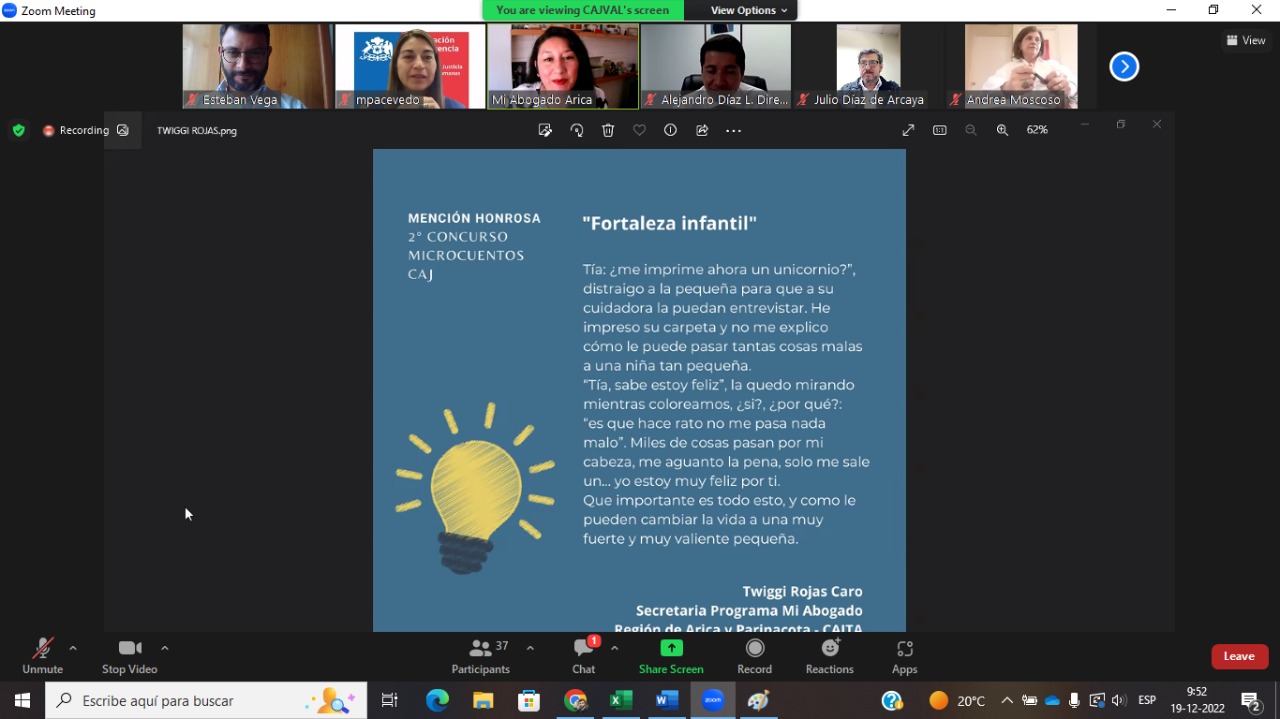 Zoom Meeting
You are viewing CAJVAL's screen
View Options
View
Esteban Vega
mpacevedo
Mi Abogado Arica
Alejandro Díaz L. Dire...
Julio Díaz de Arcaya
Andrea Moscoso
Recording
TWIGGI ROJAS.png
62%
MENCIÓN HONROSA
2° CONCURSO
MICROCUENTOS
CAJ
"Fortaleza infantil"
Tía: ¿me imprime ahora un unicornio?”,
distraigo a la pequeña para que a su
cuidadora la puedan entrevistar. He
impreso su carpeta y no me explico
cómo le puede pasar tantas cosas malas
a una niña tan pequeña.
“Tía, sabe estoy feliz”, la quedo mirando
mientras coloreamos, ¿si?, ¿por qué?:
“es que hace rato no me pasa nada
malo”. Miles de cosas pasan por mi
cabeza, me aguanto la pena, solo me sale
un... yo estoy muy feliz por ti.
Que importante es todo esto, y como le
pueden cambiar la vida a una muy
fuerte y muy valiente pequeña.
Twiggi Rojas Caro
Secretaria Programa Mi Abogado
Región de Arica y Parinacota - CAJTA
Unmute
Stop Video
37
Participants
1
Chat
Share Screen
Record
Reactions
Apps
Leave
Escribe aquí para buscar
20°C
ESP
9:52
19-12-2022
2